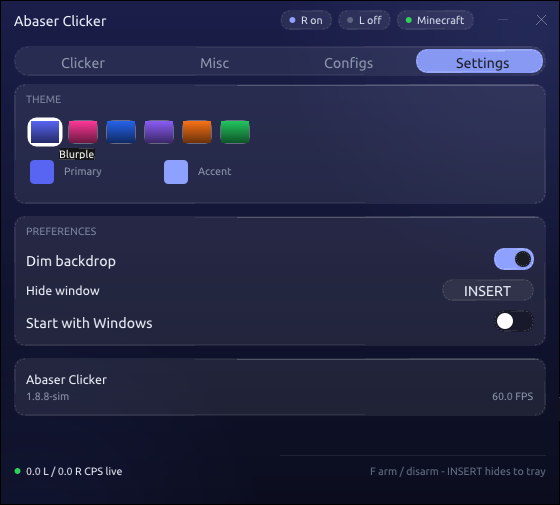 Abaser Clicker
R on L off Minecraft
Clicker Misc Configs Settings
THEME
Blurple
Primary Accent
PREFERENCES
Dim backdrop
Hide window INSERT
Start with Windows
Abaser Clicker
1.8.8-sim 60.0 FPS
0.0 L / 0.0 R CPS live F arm / disarm - INSERT hides to tray